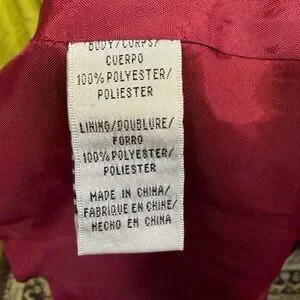 BODY/CORPS/
CUERPO
100% POLYESTER/
POLIESTER
LINING/DOUBLURE/
FORRO
100% POLYESTER/
POLIESTER
MADE IN CHINA/
FABRIQUE EN CHINE/
HECHO EN CHINA